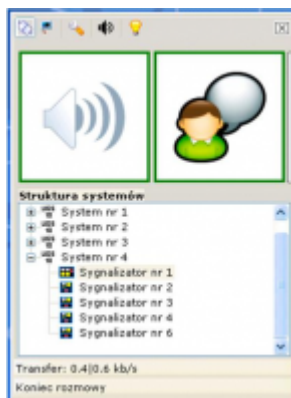 Struktura systemów
System nr 1
System nr 2
System nr 3
System nr 4
Sygnalizator nr 1
Sygnalizator nr 2
Sygnalizator nr 3
Sygnalizator nr 4
Sygnalizator nr 6
Transfer: 0.4|0.6 kb/s
Koniec rozmowy